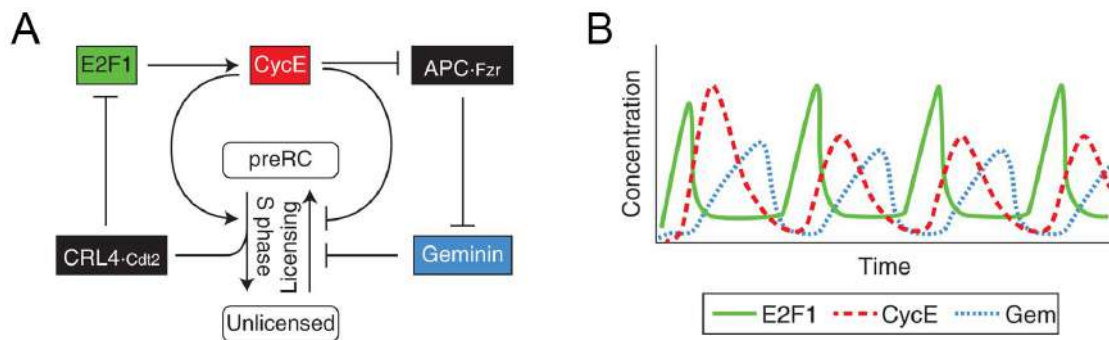 A
E2F1
CycE
APC·Fzr
preRC
S phase
Licensing
CRL4·Cdt2
Geminin
Unlicensed
B
Concentration
Time
E2F1
CycE
Gem